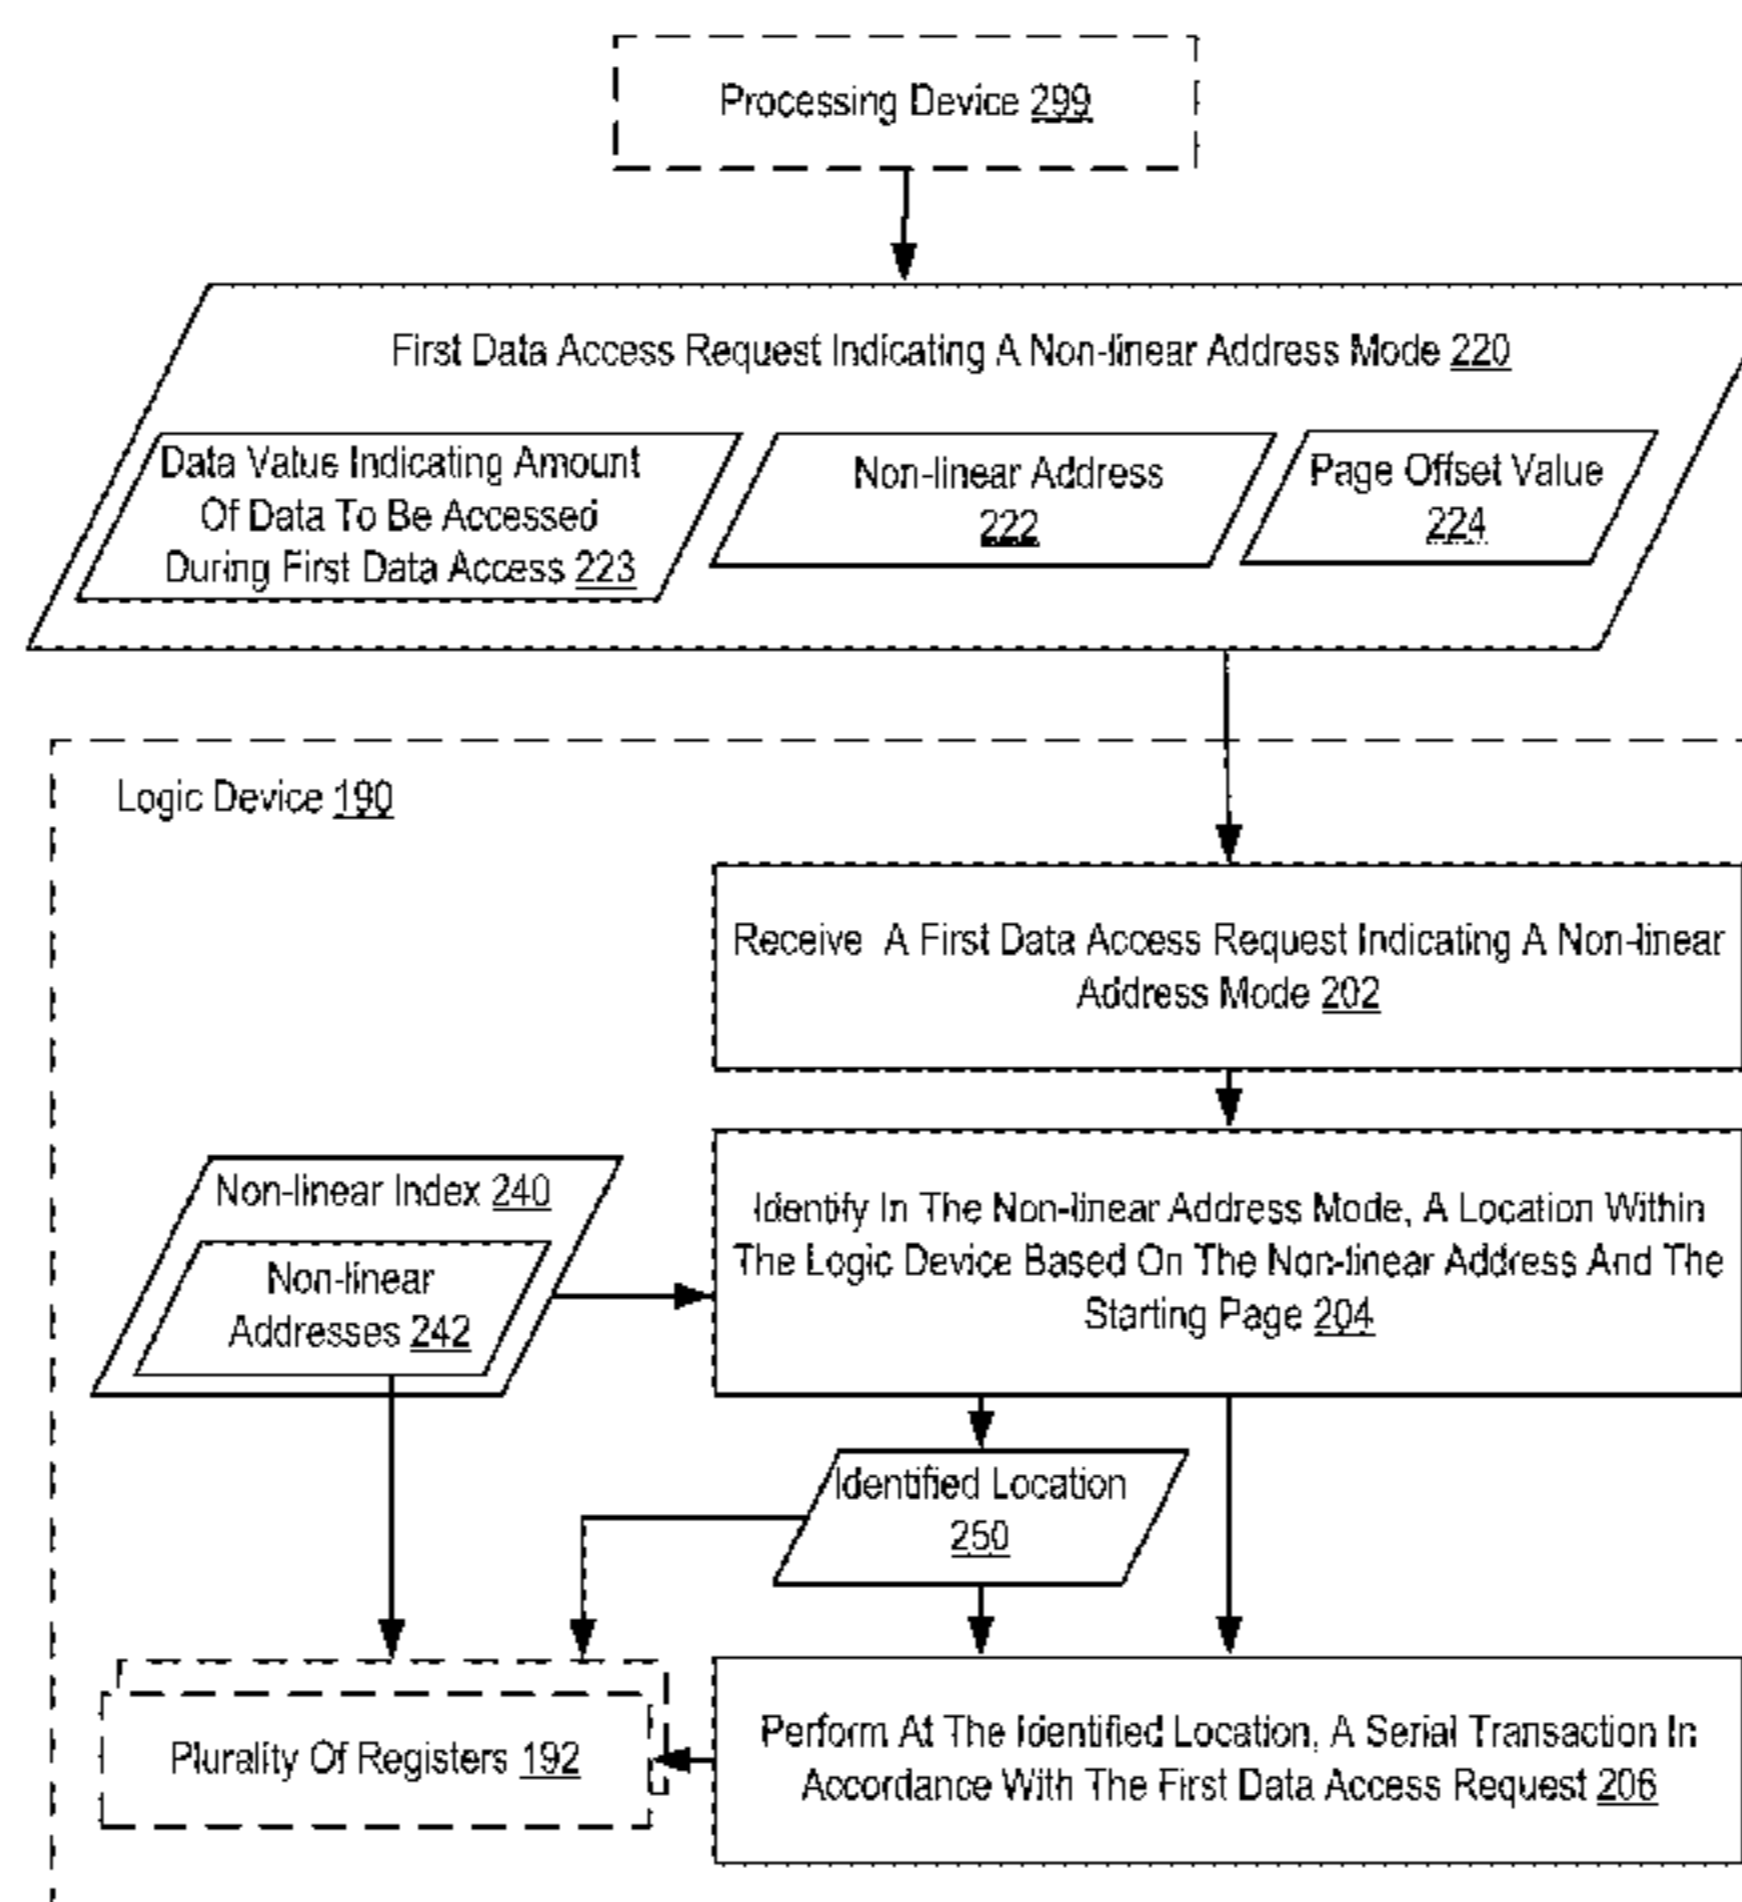 Processing Device 299
First Data Access Request Indicating A Non-linear Address Mode 220
Data Value Indicating Amount
Of Data To Be Accessed
During First Data Access 223
Non-linear Address
222
Page Offset Value
224
Logic Device 190
Receive A First Data Access Request Indicating A Non-linear
Address Mode 202
Non-linear Index 240
Non-linear
Addresses 242
Identify In The Non-linear Address Mode, A Location Within
The Logic Device Based On The Non-linear Address And The
Starting Page 204
Identified Location
250
Plurality Of Registers 192
Perform At The Identified Location, A Serial Transaction In
Accordance With The First Data Access Request 206